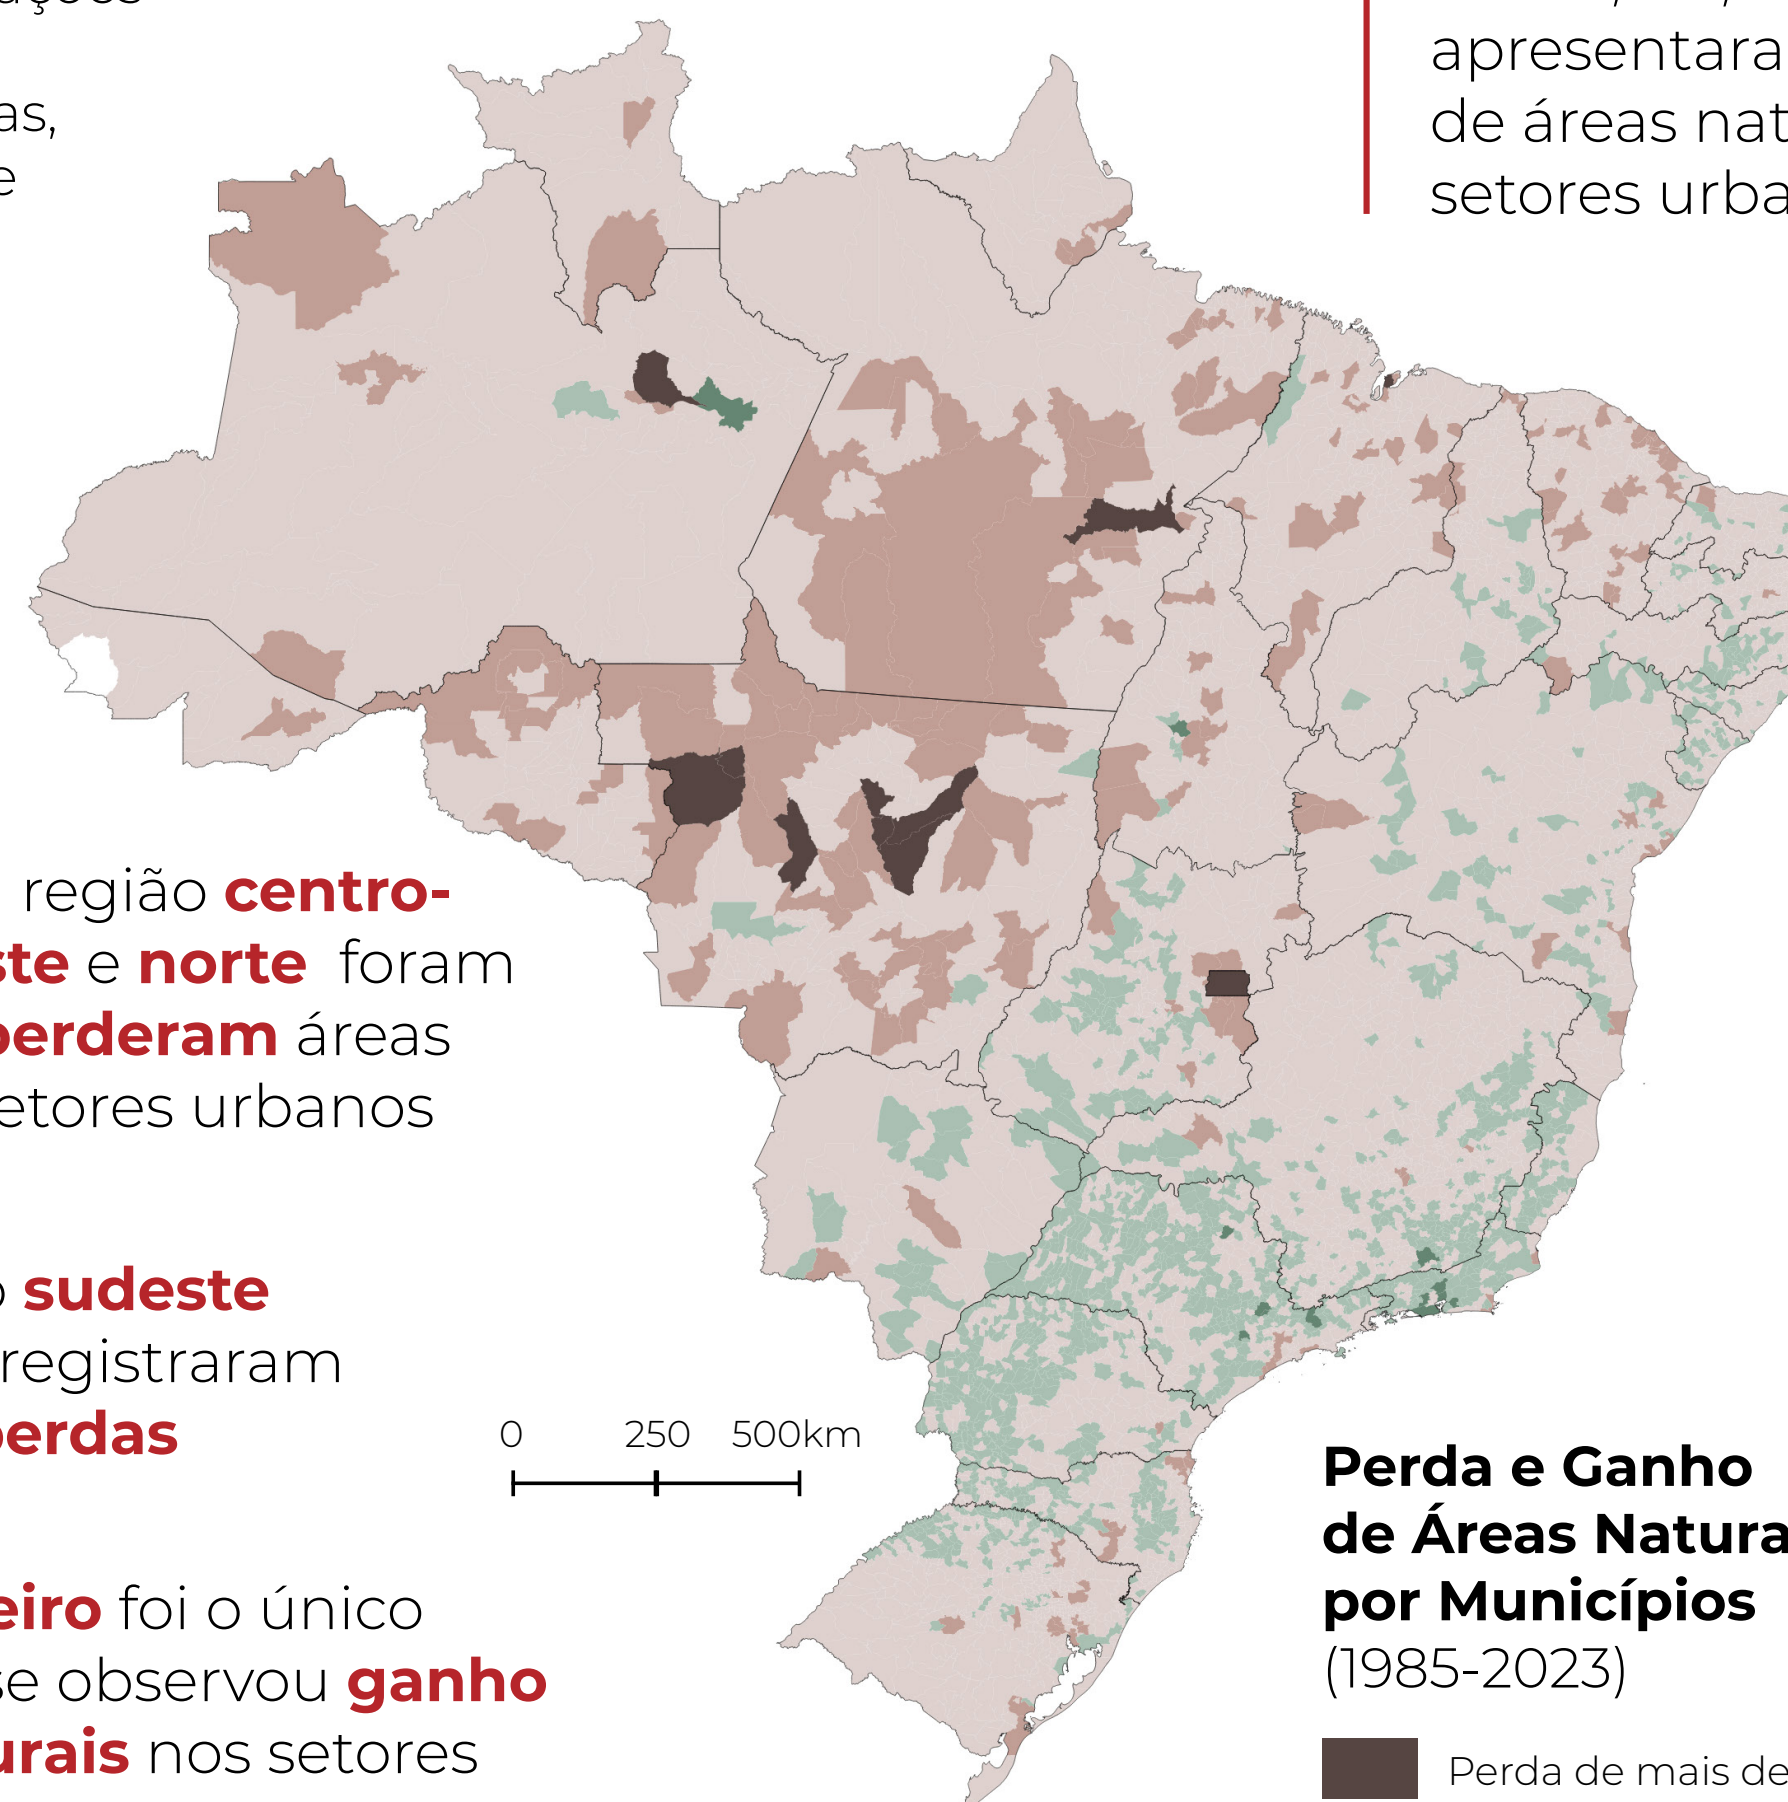 ações
as,
e
apresentara
de áreas nat
setores urba
região centro-
ste e norte foram
perderam áreas
etores urbanos
o sudeste
registraram
perdas
0 250 500km
eiro foi o único
se observou ganho
urais nos setores
Perda e Ganho
de Áreas Natura
por Municípios
(1985-2023)
Perda de mais de